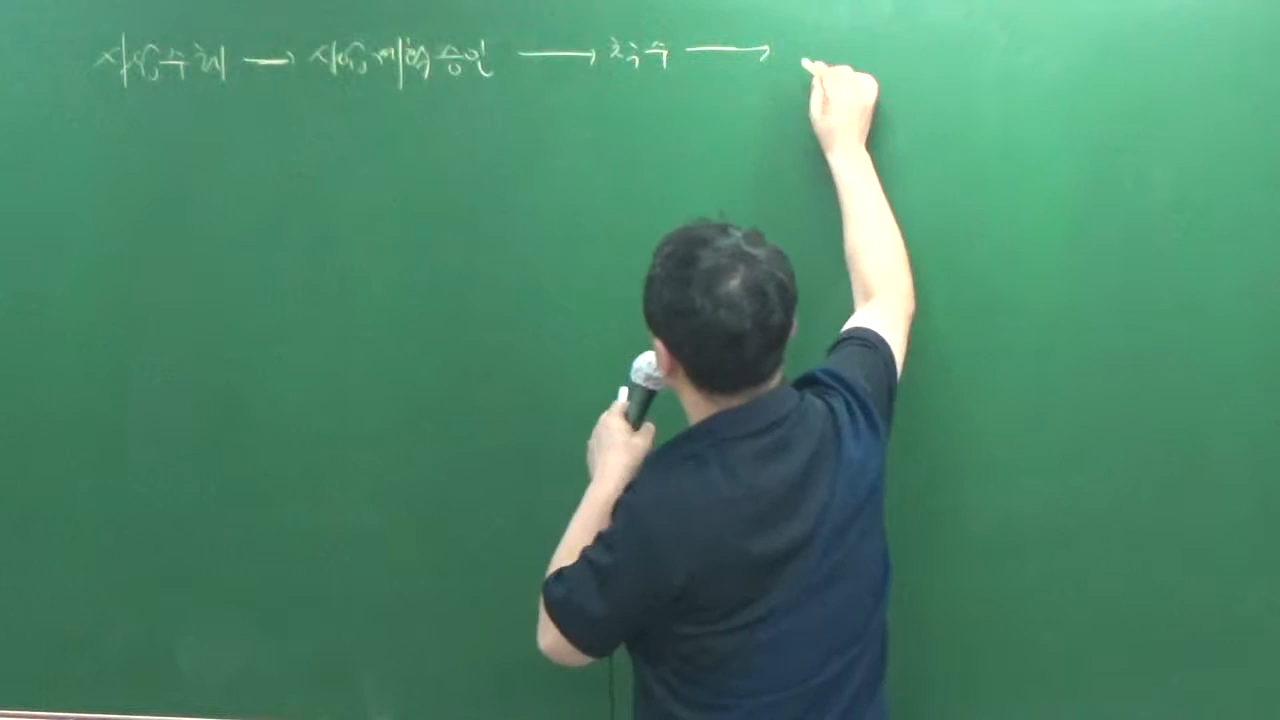 사업주체 → 사업계획승인 → 착수 →